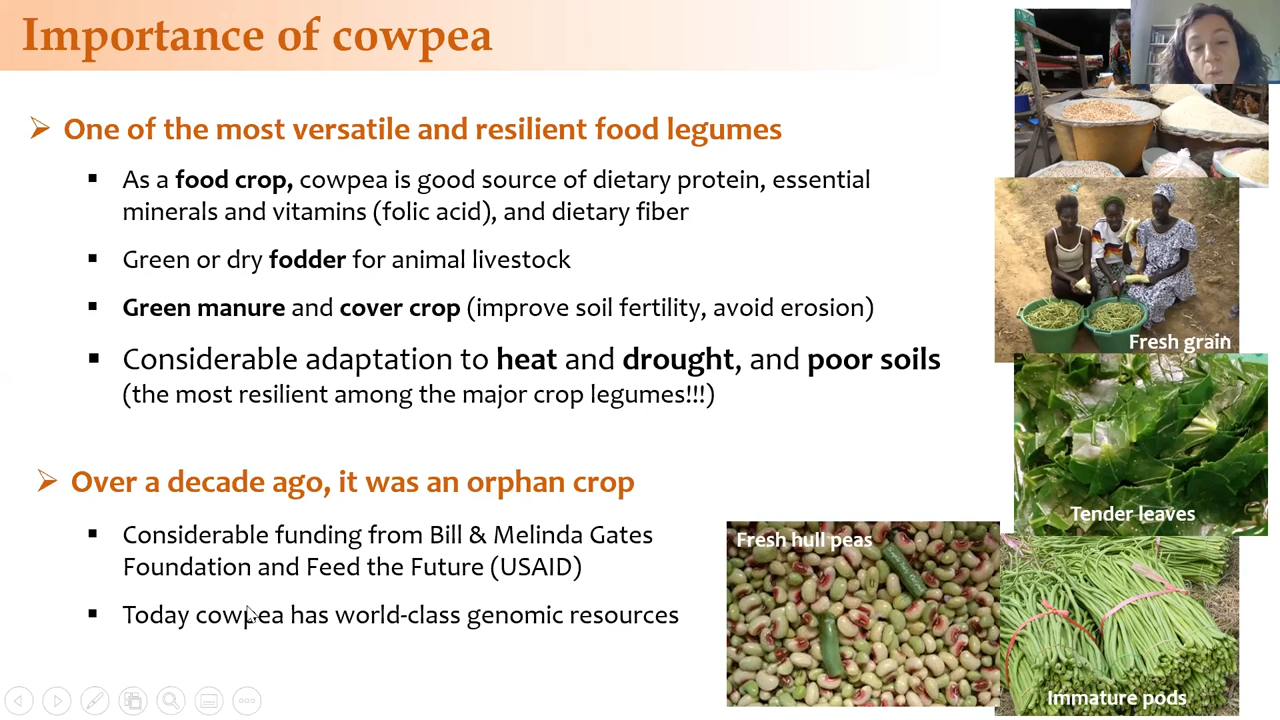 Importance of cowpea
➢ One of the most versatile and resilient food legumes
▪ As a food crop, cowpea is good source of dietary protein, essential
minerals and vitamins (folic acid), and dietary fiber
▪ Green or dry fodder for animal livestock
▪ Green manure and cover crop (improve soil fertility, avoid erosion)
▪ Considerable adaptation to heat and drought, and poor soils
(the most resilient among the major crop legumes!!!)
➢ Over a decade ago, it was an orphan crop
▪ Considerable funding from Bill & Melinda Gates
Foundation and Feed the Future (USAID)
▪ Today cowpea has world-class genomic resources
Fresh grain
Tender leaves
Fresh hull peas
Immature pods